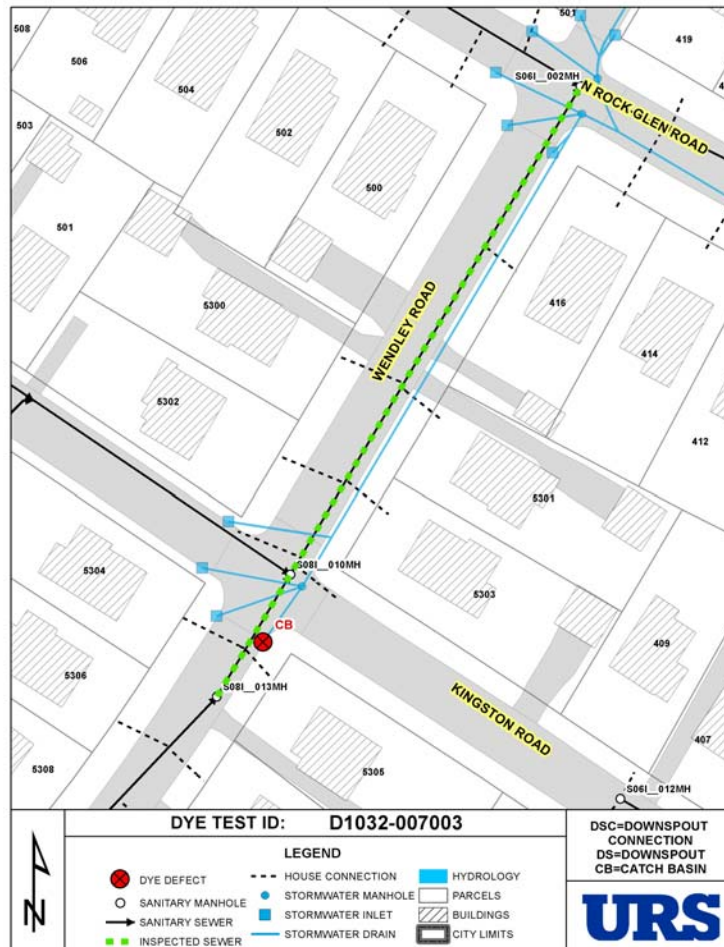 508
506
504
502
501
419
S06I__002MH
N ROCK GLEN ROAD
503
500
501
416
414
412
5300
WENDLEY ROAD
5302
5301
S08I__010MH
5304
5303
CB
409
5306
S08I__013MH
KINGSTON ROAD
407
5308
5305
S06I__012MH
DYE TEST ID: D1032-007003
LEGEND
DYE DEFECT
SANITARY MANHOLE
SANITARY SEWER
INSPECTED SEWER
HOUSE CONNECTION
STORMWATER MANHOLE
STORMWATER INLET
STORMWATER DRAIN
HYDROLOGY
PARCELS
BUILDINGS
CITY LIMITS
DSC=DOWNSPOUT
CONNECTION
DS=DOWNSPOUT
CB=CATCH BASIN
N
URS